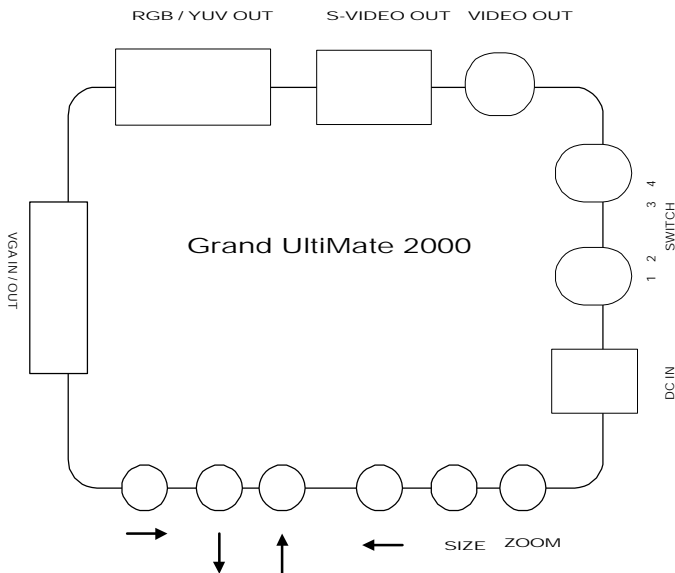 RGB / YUV OUT
S-VIDEO OUT
VIDEO OUT
VGA IN / OUT
Grand UltiMate 2000
1 2 3 4
SWITCH
DC IN
SIZE
ZOOM